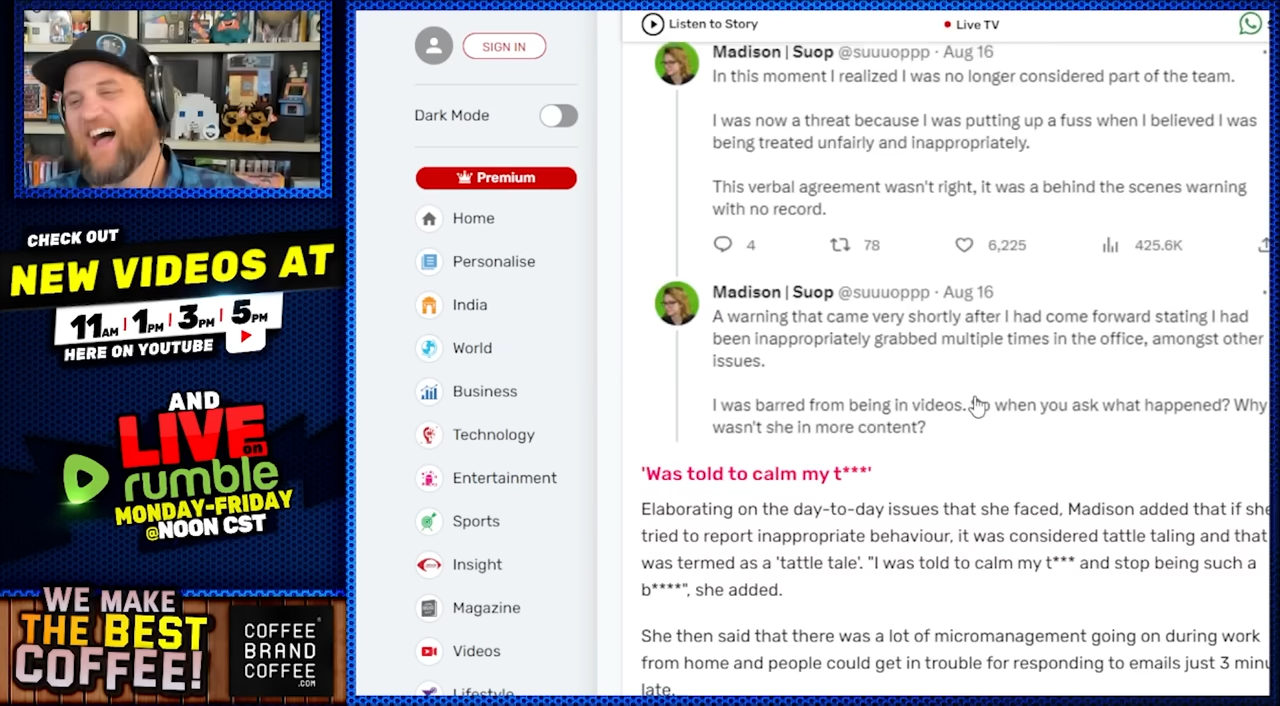 CHECK OUT
NEW VIDEOS AT
11AM | 1PM | 3PM | 5PM
HERE ON YOUTUBE
AND
LIVE on
rumble
MONDAY-FRIDAY
@NOON CST
WE MAKE
THE BEST
COFFEE!
COFFEE
BRAND
COFFEE
.COM
SIGN IN
Dark Mode
Premium
Home
Personalise
India
World
Business
Technology
Entertainment
Sports
Insight
Magazine
Videos
Lifestyle
Listen to Story
Live TV
Madison | Suop @suuuoppp · Aug 16
In this moment I realized I was no longer considered part of the team.
I was now a threat because I was putting up a fuss when I believed I was
being treated unfairly and inappropriately.
This verbal agreement wasn't right, it was a behind the scenes warning
with no record.
4 78 6,225 425.6K
Madison | Suop @suuuoppp · Aug 16
A warning that came very shortly after I had come forward stating I had
been inappropriately grabbed multiple times in the office, amongst other
issues.
I was barred from being in videos. when you ask what happened? Why
wasn't she in more content?
'Was told to calm my t***'
Elaborating on the day-to-day issues that she faced, Madison added that if she
tried to report inappropriate behaviour, it was considered tattle taling and that
was termed as a 'tattle tale'. "I was told to calm my t*** and stop being such a
b****", she added.
She then said that there was a lot of micromanagement going on during work
from home and people could get in trouble for responding to emails just 3 minu
late.